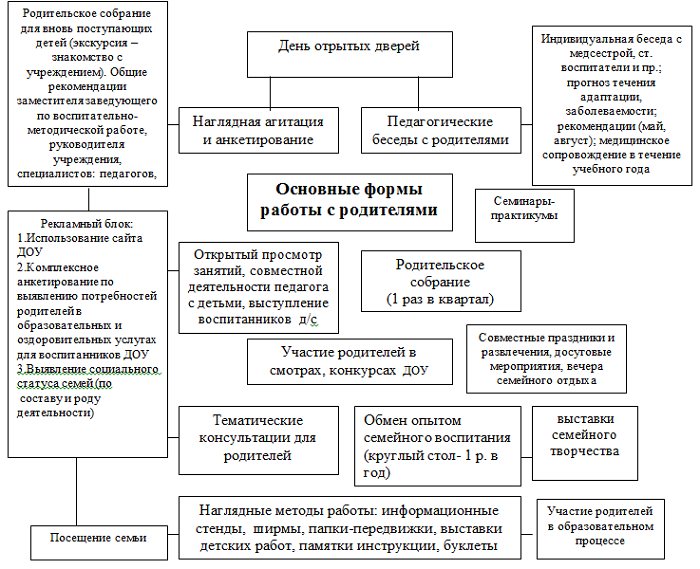 Родительское собрание
для вновь поступающих
детей (экскурсия –
знакомство с
учреждением). Общие
рекомендации
заместителя заведующего
по воспитательно-
методической работе,
руководителя
учреждения,
специалистов: педагогов,
День отрытых дверей
Наглядная агитация
и анкетирование
Педагогические
беседы с родителями
Индивидуальная беседа с
медсестрой, ст.
воспитатели и пр.;
прогноз течения
адаптации,
заболеваемости;
рекомендации (май,
август); медицинское
сопровождение в течение
учебного года
Основные формы
работы с родителями
Семинары-
практикумы
Рекламный блок:
1.Использование сайта
ДОУ
2.Комплексное
анкетирование по
выявлению потребностей
родителей в
образовательных и
оздоровительных услугах
для воспитанников ДОУ
3.Выявление социального
статуса семей (по
составу и роду
деятельности)
Открытый просмотр
занятий, совместной
деятельности педагога
с детьми, выступление
воспитанников д/с
Родительское
собрание
(1 раз в квартал)
Участие родителей в
смотрах, конкурсах ДОУ
Совместные праздники и
развлечения, досуговые
мероприятия, вечера
семейного отдыха
Тематические
консультации для
родителей
Обмен опытом
семейного воспитания
(круглый стол- 1 р. в
год)
выставки
семейного
творчества
Посещение семьи
Наглядные методы работы: информационные
стенды, ширмы, папки-передвижки, выставки
детских работ, памятки инструкции, буклеты
Участие родителей
в образовательном
процессе